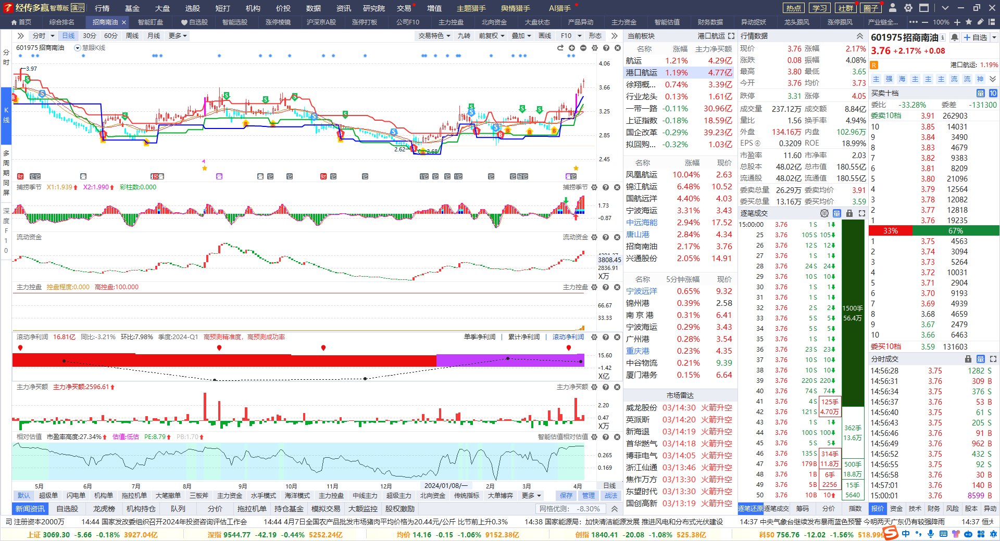 经传多赢 智尊版 演示 行情 基金 大盘 选股 短打 机构 价投 数据 资讯 研究院 交易 增值 主题猎手 舆情猎手 AI猎手 热点 学习 社群 圈子
首页 综合排名 招商南油 智能盯盘 自选股 智能选股 涨停棱镜 沪深京A股 涨停打板 公司F10 主力控盘 北向资金 大盘状态 产品异动 主力资金 智能估值 财务数据 异动捉妖 龙头跟风 涨停跟风 产业链全... 100%
分时 日线 30分 60分 周线 月线 更多 交易特色 九转 前复权 叠加 画线 F10 形态
601975 招商南油 慧眼K线
分时
K线
多周期同屏
深度F10
4.06
3.66
3.25
2.85
2.45
3.97
2.62
2.68
捕捞季节 X1:1.939 X2:1.990 彩柱数:0.000 捕捞季节
1.73
-0.87
流动资金 流动资金
3808.45
2836.91
X万
主力控盘 控盘程度:0.000 高控盘:100.000 主力控盘
66.67
33.33
滚动净利润 16.81亿 同比:-3.21% 环比:7.98% 季度:2024-Q1 高预测精准度，高预测成功率 单季净利润 | 累计净利润 | 滚动净利润
15.60
-1.42
X亿
主力净买额 主力净买额:2596.61 主力净买额
2.20
0.47
X万
相对估值 市盈率高度:27.34% 估值:低估 PE:8.79 PB:1.70 智能估值相对估值
0.265
0.169
5月 6月 7月 8月 9月 10月 11月 12月 2024/01/08/一 2月 3月 4月 日线
默认 超级单 闪电单 机构单 拖拉机单 大笔撤单 三板斧 主力资金 水手模式 海洋模式 主力控盘 中线主力 超级主力 北向资金 传统指标 大单博弈 更多 保存 管理 战法
新闻资讯 自选股 龙虎榜 机构持仓 队列 分价 拖拉机单 持仓基金 模拟交易 大额监控 股权激励 网格优测: -8.30%
当前板块 港口航运
名称 涨幅 主力净买额
航运 1.21% 4.29亿
港口航运 1.19% 4.77亿
徐翔概... 0.74% 3.39亿
行业龙头 0.13% 1.61亿
一带一路 -0.11% 30.96亿
上证指数 -0.18% 18.59亿
国企改革 -0.29% 39.23亿
拟回购... -0.32% 1.03亿
名称 涨幅 现价
凤凰航运 10.04% 2.63
锦江航运 6.48% 10.52
国航远洋 4.40% 4.03
宁波海运 3.31% 3.43
中远海能 2.94% 17.52
唐山港 2.84% 4.34
招商南油 2.17% 3.76
兴通股份 2.05% 14.91
名称 5分钟涨幅 现价
宁波远洋 0.65% 9.32
锦州港 0.39% 2.58
南 京 港 0.31% 6.41
宁波海运 0.29% 3.43
广州港 0.28% 3.54
重庆港 0.23% 4.35
中谷物流 0.21% 9.39
厦门港务 0.15% 6.64
市场雷达
威龙股份 03/14:30 火箭升空
英派斯 03/14:20 火箭升空
新海退 03/14:19 火箭升空
首华燃气 03/14:18 火箭升空
博菲电气 03/14:05 火箭升空
浙江仙通 03/13:46 火箭升空
焦作万方 03/13:30 火箭升空
东望时代 03/13:30 火箭升空
国创高新 03/13:19 火箭升空
行情数据
现价 3.76 涨幅 2.17%
涨跌 0.08 振幅 4.08%
最高 3.80 最低 3.65
今开 3.76 均价 3.73
跌停 3.31 涨停 4.05
成交量 237.12万 成交额 8.84亿
量比 1.56 换手率 4.94%
外盘 134.16万 内盘 102.96万
EPS ④ 0.3209 ROE 18.99%
市盈率 11.60 市净率 2.03
总股本 48.02亿 总市值 180.55亿
流通股 48.02亿 流通值 180.55亿
委卖总量 26.29万 委卖均价 3.91
委买总量 13.16万 委买均价 3.59
逐笔成交 单 量
15:00:00 3.76 1 S 1
25 3.76 105 S 105
26 3.76 12 S 12
27 3.76 1 S 1
28 3.76 24 S 24
29 3.76 10 S 10
30 3.76 1 S 1
31 3.76 1 S 1
32 3.76 2 S 2
33 3.76 5 S 5
34 3.76 5 S 5
35 3.76 1 S 1
36 3.76 23 S 23
37 3.76 10 S 10
38 3.76 10 S 10
39 3.76 220 S 220
40 3.76 74 S 74
41 3.76 4 S 125手
42 3.76 121 S 4.70万
43 3.76 1 S 1
44 3.76 100 S 100
45 3.76 5 S 5
46 3.76 135 S 314手
47 3.76 179 B 11.8万
48 3.76 1 B 6手
49 3.76 5 B 2256
50 3.76 10 B 10
1500手
56.4万
362手
13.6万
500手
18.8万
15手
5640
逐笔还原 逐笔成交 筹码 分价 指数
601975 招商南油 自选
3.76 +2.17% +0.08
R 港口航运: 1.19%
主 强 海 主 主 主 流 流 神
买卖十档 量 10
委比 -33.28% 委差 -131300
委卖10档 3.91 262903
10 3.85 14031
9 3.84 3490
8 3.83 4679
7 3.82 9383
6 3.81 8209
5 3.80 21096
4 3.79 12564
3 3.78 12082
2 3.77 12818
1 3.76 19235
33% 67%
1 3.75 4563
2 3.74 3094
3 3.73 5264
4 3.72 10031
5 3.71 2904
6 3.70 9193
7 3.69 4939
8 3.68 4659
9 3.67 2479
10 3.66 6463
委买10档 3.59 131603
分时成交 量
14:56:28 3.75 1282 S
14:56:31 3.76 309 B
14:56:34 3.75 376 S
14:56:37 3.76 53 B
14:56:40 3.75 61 S
14:56:43 3.75 205 S
14:56:46 3.76 91 B
14:56:49 3.76 962 B
14:56:52 3.75 432 S
14:56:55 3.75 92 S
14:56:58 3.76 30 B
14:57:01 3.76 140 B
15:00:01 3.76 8599 B
报价 资金 技术 财务 风险 股本 异动
司 注册资本2000万 14:44 国家发改委组织召开2024年投资咨询评估工作会 14:44 4月7日全国农产品批发市场猪肉平均价格为20.44元/公斤 比节前上升0.3% 14:38 国家能源局：加快清洁能源发展 推进风电和分布式光伏建设 14:37 中央气象台继续发布暴雨蓝色预警 今明两天广东仍有较强降雨 14:37 恒大
上证 3069.30 -5.66 -0.18% 3927.04亿 深指 9544.77 -42.19 -0.44% 5252.24亿 均价 14.16 -0.15 -1.06% 9152.38亿 创指 1840.41 -20.08 -1.08% 525.38亿 科50 756.76 -12.02 -1.56% 518.99亿 中